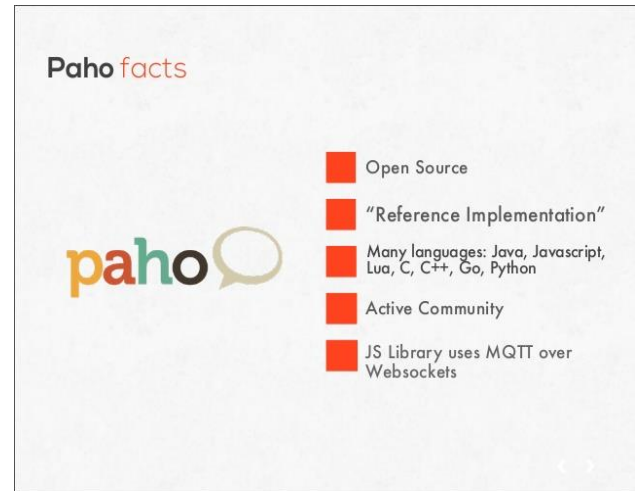 Paho facts
paho
Open Source
“Reference Implementation”
Many languages: Java, Javascript,
Lua, C, C++, Go, Python
Active Community
JS Library uses MQTT over
Websockets